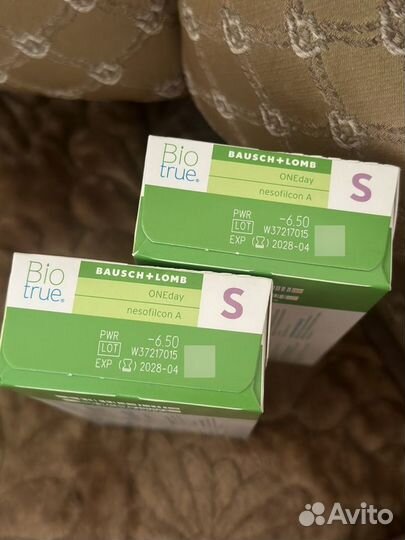 Bio
true®
BAUSCH+LOMB
ONEday
nesofilcon A
S
PWR -6.50
LOT W37217015
EXP 2028-04
Bio
true®
BAUSCH+LOMB
ONEday
nesofilcon A
S
PWR -6.50
LOT W37217015
EXP 2028-04
Avito